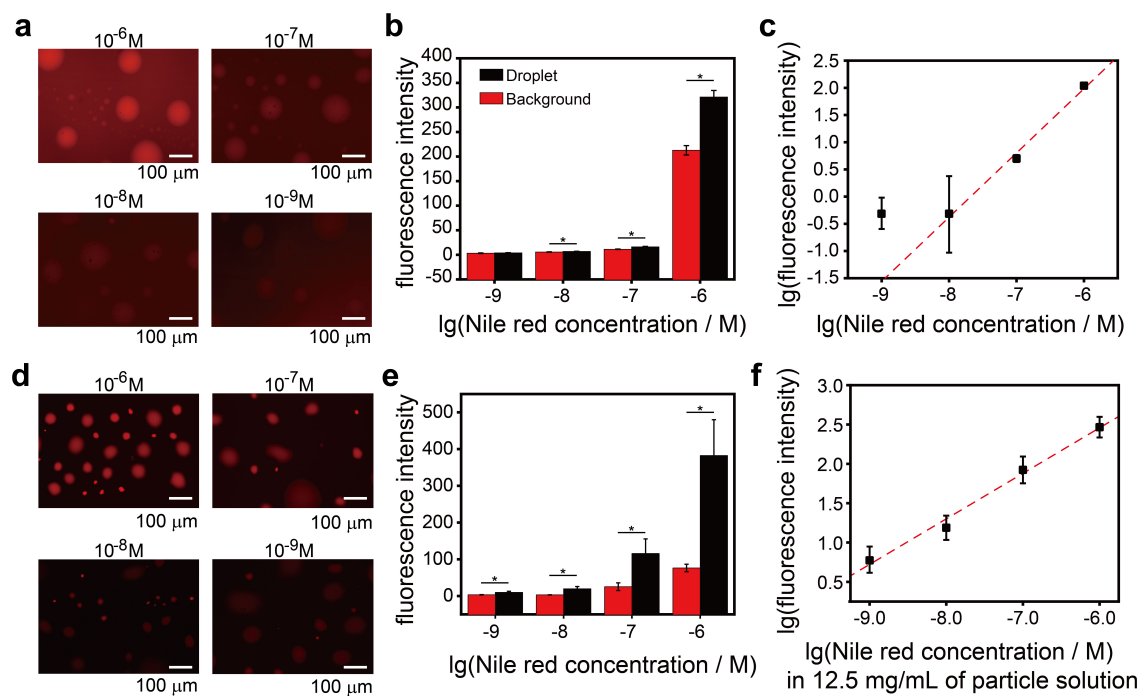 a
10-6M
10-7M
100 μm
100 μm
10-8M
10-9M
100 μm
100 μm
b
fluorescence intensity
400
350
300
250
200
150
100
50
0
-50
Droplet
Background
*
*
*
-9
-8
-7
-6
lg(Nile red concentration / M)
c
lg(fluorescence intensity)
2.5
2.0
1.5
1.0
0.5
0.0
-0.5
-1.0
-1.5
-9
-8
-7
-6
lg(Nile red concentration / M)
d
10-6M
10-7M
100 μm
100 μm
10-8M
10-9M
100 μm
100 μm
e
fluorescence intensity
500
400
300
200
100
0
*
*
*
*
-9
-8
-7
-6
lg(Nile red concentration / M)
f
lg(fluorescence intensity)
3.0
2.5
2.0
1.5
1.0
0.5
-9.0
-8.0
-7.0
-6.0
lg(Nile red concentration / M)
in 12.5 mg/mL of particle solution